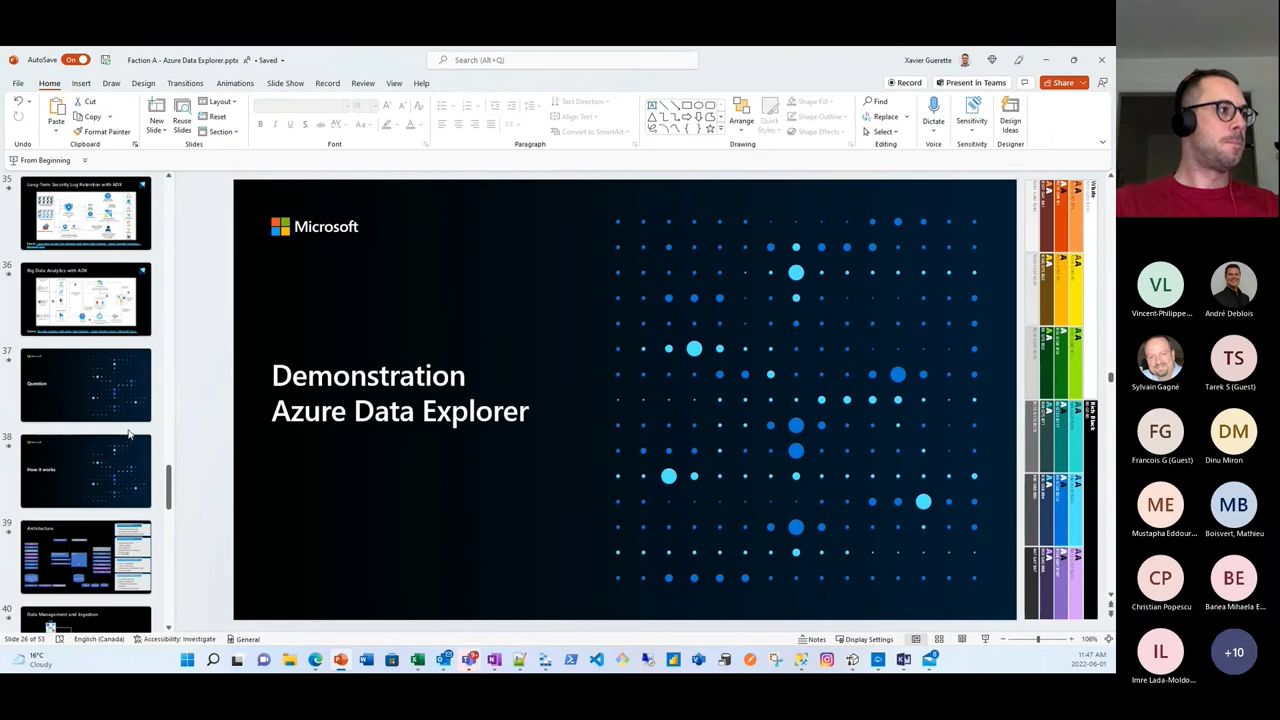 AutoSave On Faction A - Azure Data Explorer.pptx • Saved Search (Alt+Q) Xavier Guerette
File Home Insert Draw Design Transitions Animations Slide Show Record Review View Help Record Present in Teams Share
Cut
Copy
Format Painter
Paste
New Slide
Reuse Slides
Layout
Reset
Section
Text Direction
Align Text
Convert to SmartArt
Arrange
Quick Styles
Shape Fill
Shape Outline
Shape Effects
Find
Replace
Select
Dictate
Sensitivity
Design Ideas
Undo Clipboard Slides Font Paragraph Drawing Editing Voice Sensitivity Designer
From Beginning
35
Long-Term Security Log Retention with ADX
36
Big Data Analytics with ADX
37
Question
38
How it works
39
Architecture
40
Data Management and Ingestion
Microsoft
Demonstration
Azure Data Explorer
White
Rich Black
Slide 26 of 53 English (Canada) Accessibility: Investigate General Notes Display Settings 106%
16°C
Cloudy
11:47 AM
2022-06-01
VL
Vincent-Philippe...
André Deblois
Sylvain Gagné
TS
Tarek S (Guest)
FG
Francois G (Guest)
DM
Dinu Miron
ME
Mustapha Eddour...
MB
Boisvert, Mathieu
CP
Christian Popescu
BE
Banea Mihaela E...
IL
Imre Lada-Moldo...
+10